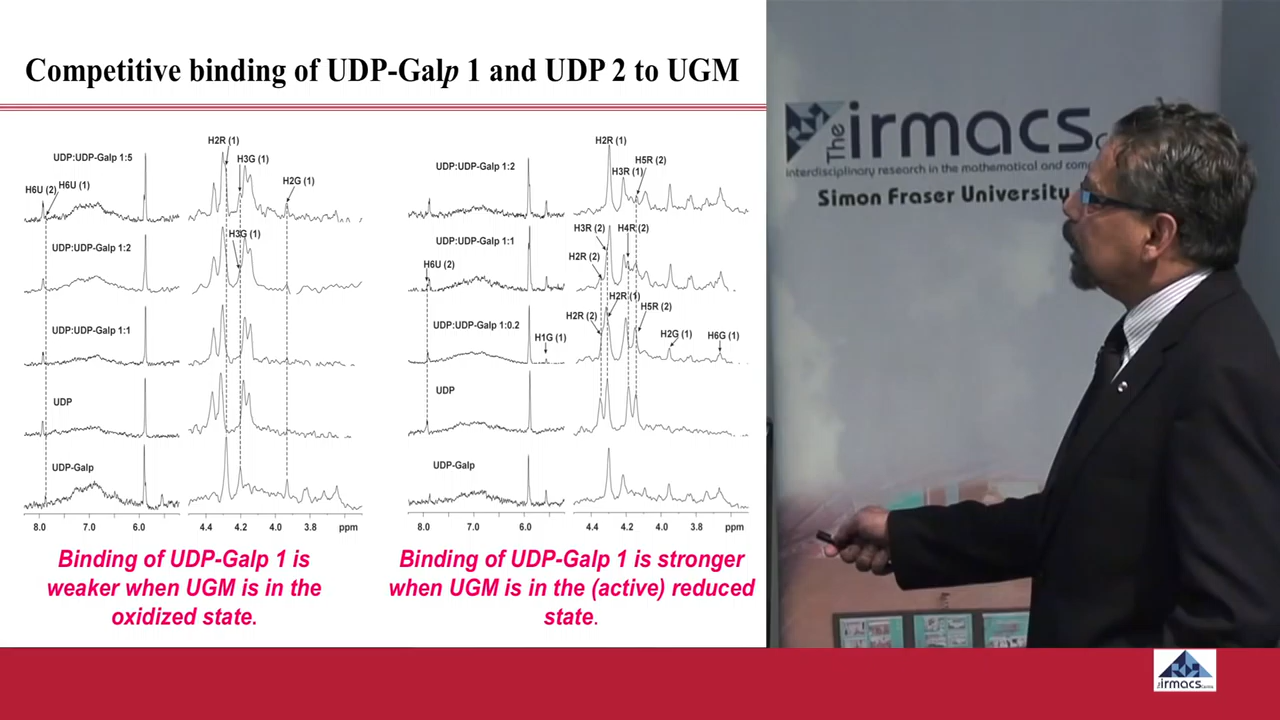 Competitive binding of UDP-Galp 1 and UDP 2 to UGM
UDP:UDP-Galp 1:5
H6U (2)
H6U (1)
H2R (1)
H3G (1)
H2G (1)
UDP:UDP-Galp 1:2
H3G (1)
UDP:UDP-Galp 1:1
UDP
UDP-Galp
8.0 7.0 6.0 4.4 4.2 4.0 3.8 ppm
UDP:UDP-Galp 1:2
H2R (1)
H5R (2)
H3R (1)
UDP:UDP-Galp 1:1
H6U (2)
H3R (2)
H4R (2)
H2R (2)
UDP:UDP-Galp 1:0.2
H1G (1)
H2R (1)
H2R (2)
H5R (2)
H2G (1)
H6G (1)
UDP
UDP-Galp
8.0 7.0 6.0 4.4 4.2 4.0 3.8 ppm
Binding of UDP-Galp 1 is
weaker when UGM is in the
oxidized state.
Binding of UDP-Galp 1 is stronger
when UGM is in the (active) reduced
state.
The irmacs
interdisciplinary research in the mathematical and
Simon Fraser University
The irmacs Centre